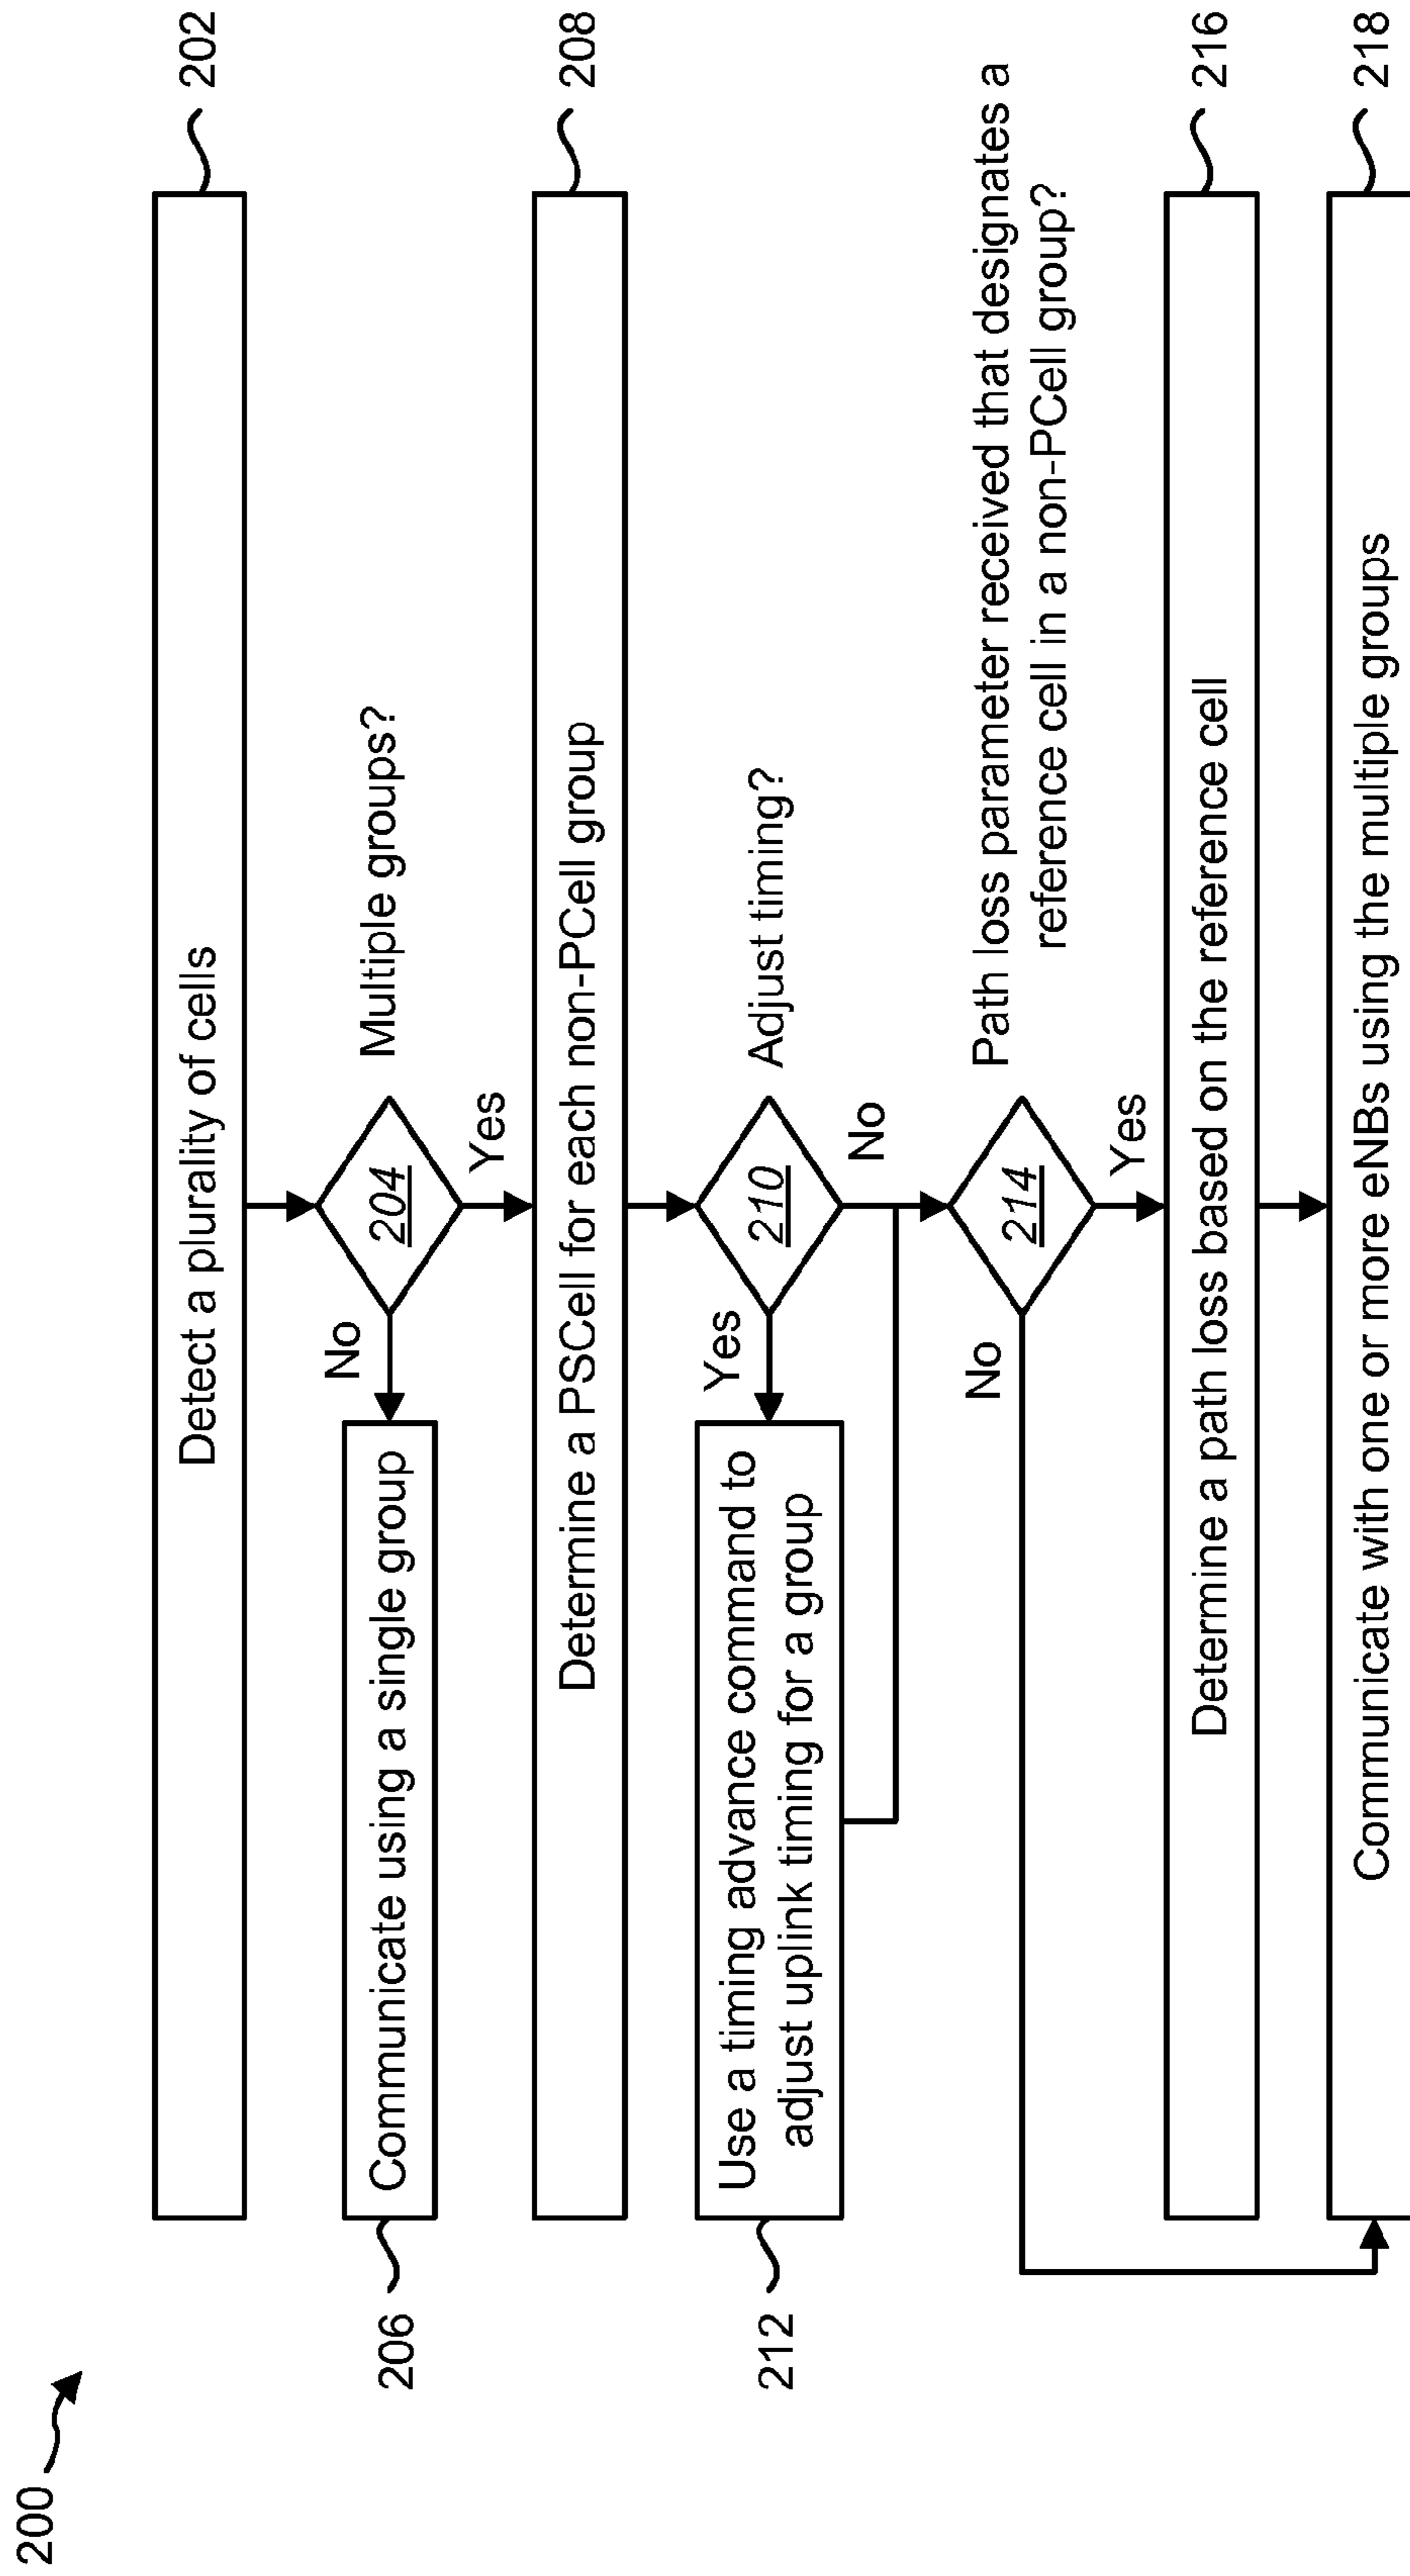 200
Detect a plurality of cells
202
204
Multiple groups?
No
Yes
Communicate using a single group
206
Determine a PSCell for each non-PCell group
208
210
Adjust timing?
Yes
No
Use a timing advance command to
adjust uplink timing for a group
212
214
Path loss parameter received that designates a
reference cell in a non-PCell group?
No
Yes
Determine a path loss based on the reference cell
216
Communicate with one or more eNBs using the multiple groups
218